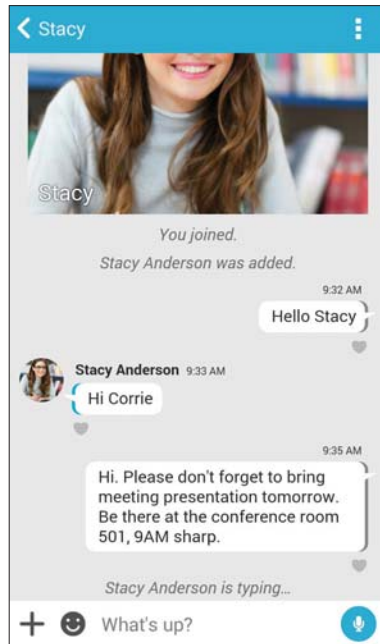 Stacy
Stacy
You joined.
Stacy Anderson was added.
9:32 AM
Hello Stacy
Stacy Anderson 9:33 AM
Hi Corrie
9:35 AM
Hi. Please don't forget to bring
meeting presentation tomorrow.
Be there at the conference room
501, 9AM sharp.
Stacy Anderson is typing...
What's up?